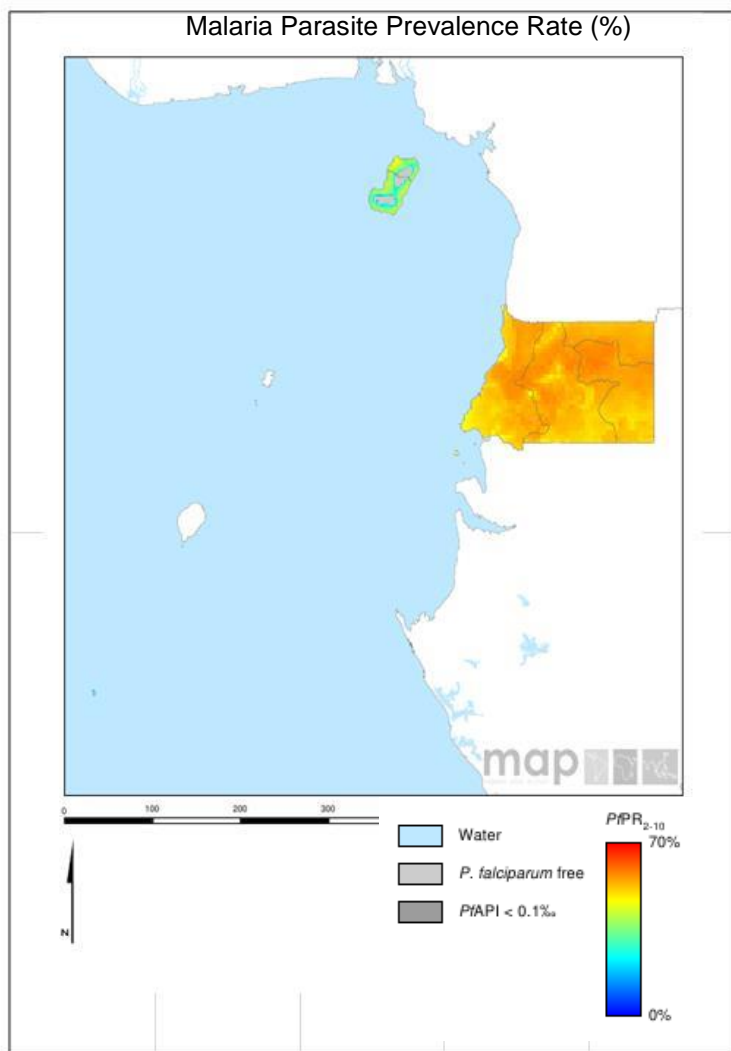 Malaria Parasite Prevalence Rate (%)
map
0 100 200 300
Water
P. falciparum free
PfAPI < 0.1‰
PfPR2-10
70%
0%
N